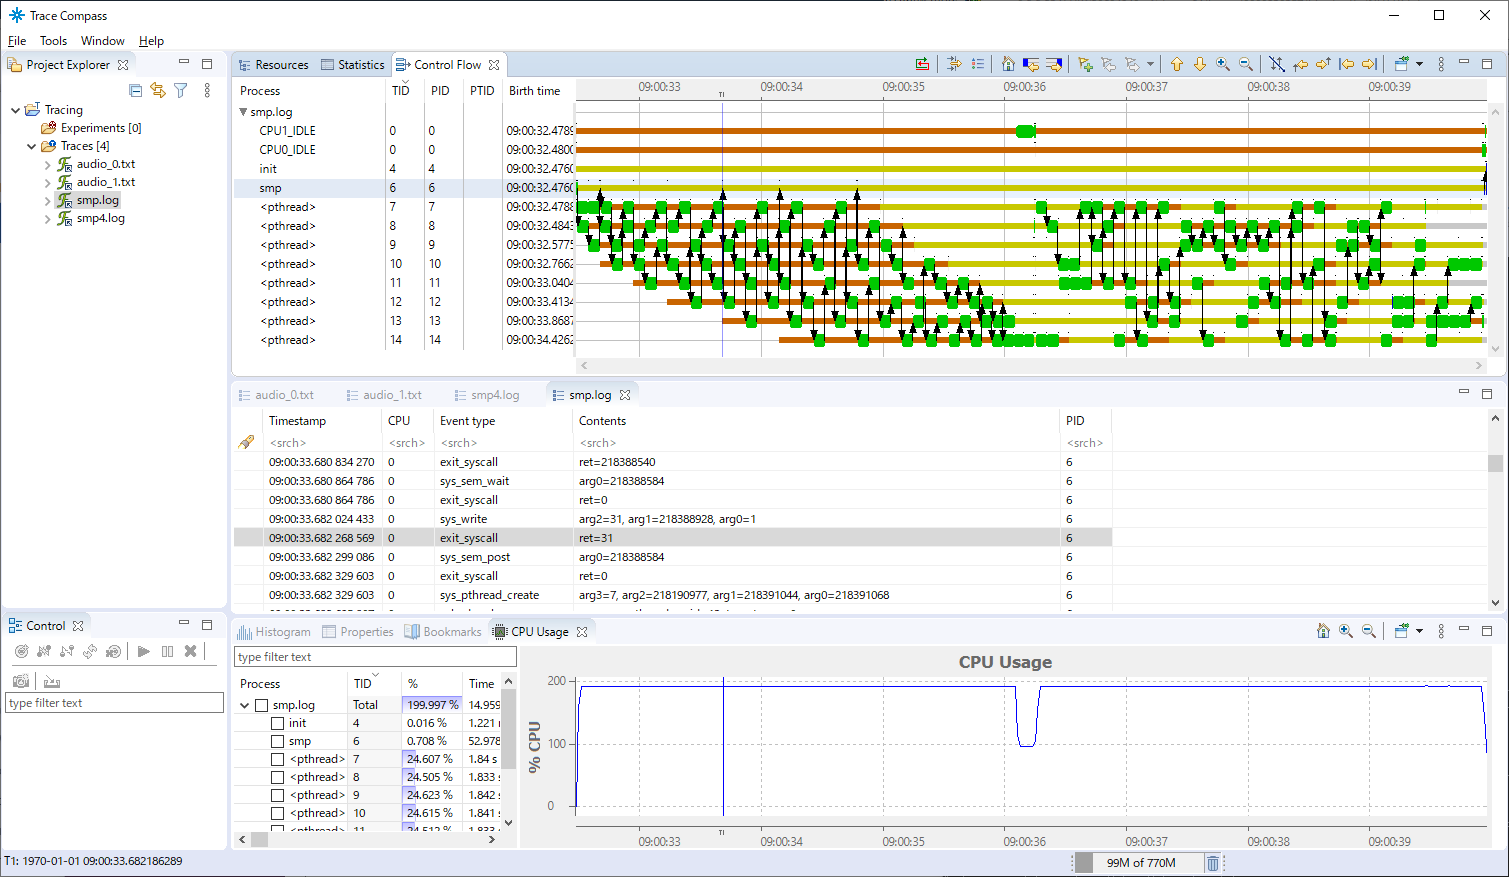 Trace Compass
File Tools Window Help
Project Explorer
Tracing
Experiments [0]
Traces [4]
audio_0.txt
audio_1.txt
smp.log
smp4.log
Resources Statistics Control Flow
Process TID PID PTID Birth time
09:00:33 09:00:34 09:00:35 09:00:36 09:00:37 09:00:38 09:00:39
T1
smp.log
CPU1_IDLE 0 0 09:00:32.4789
CPU0_IDLE 0 0 09:00:32.4800
init 4 4 09:00:32.4760
smp 6 6 09:00:32.4760
<pthread> 7 7 09:00:32.4788
<pthread> 8 8 09:00:32.4843
<pthread> 9 9 09:00:32.5775
<pthread> 10 10 09:00:32.7662
<pthread> 11 11 09:00:33.0404
<pthread> 12 12 09:00:33.4134
<pthread> 13 13 09:00:33.8687
<pthread> 14 14 09:00:34.4262
audio_0.txt audio_1.txt smp4.log smp.log
Timestamp CPU Event type Contents PID
<srch> <srch> <srch> <srch> <srch>
09:00:33.680 834 270 0 exit_syscall ret=218388540 6
09:00:33.680 864 786 0 sys_sem_wait arg0=218388584 6
09:00:33.680 864 786 0 exit_syscall ret=0 6
09:00:33.682 024 433 0 sys_write arg2=31, arg1=218388928, arg0=1 6
09:00:33.682 268 569 0 exit_syscall ret=31 6
09:00:33.682 299 086 0 sys_sem_post arg0=218388584 6
09:00:33.682 329 603 0 exit_syscall ret=0 6
09:00:33.682 329 603 0 sys_pthread_create arg3=7, arg2=218190977, arg1=218391044, arg0=218391068 6
Control
type filter text
Histogram Properties Bookmarks CPU Usage
type filter text
Process TID % Time
smp.log Total 199.997 % 14.959
init 4 0.016 % 1.221
smp 6 0.708 % 52.978
<pthread> 7 24.607 % 1.84 s
<pthread> 8 24.505 % 1.833 s
<pthread> 9 24.623 % 1.842
<pthread> 10 24.615 % 1.841
<pthread> 11 24.512 % 1.833
CPU Usage
% CPU
200
100
0
09:00:33 09:00:34 09:00:35 09:00:36 09:00:37 09:00:38 09:00:39
T1
T1: 1970-01-01 09:00:33.682186289
99M of 770M